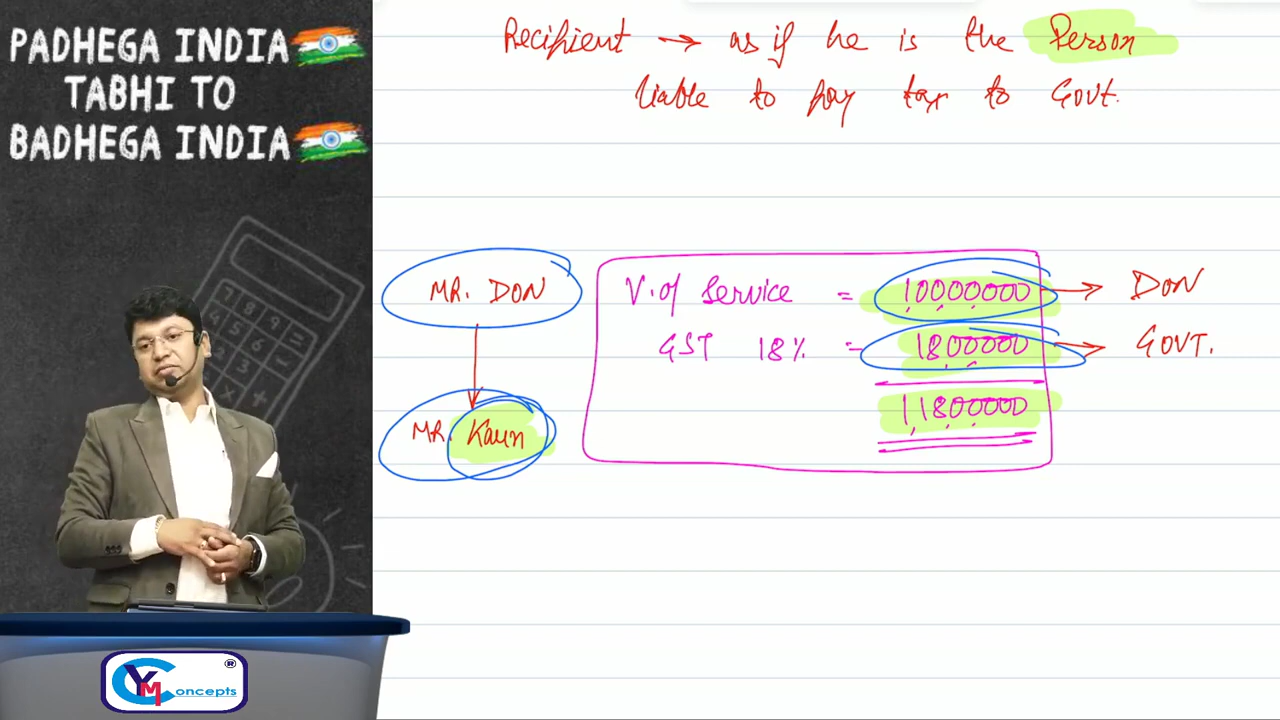 PADHEGA INDIA
TABHI TO
BADHEGA INDIA
Recipient → as if he is the Person
liable to pay tax to Govt.
MR. DON
V. of Service = 10000000 → DON
GST 18% = 1800000 → GOVT.
11800000
MR. Kaun
YM Concepts ®